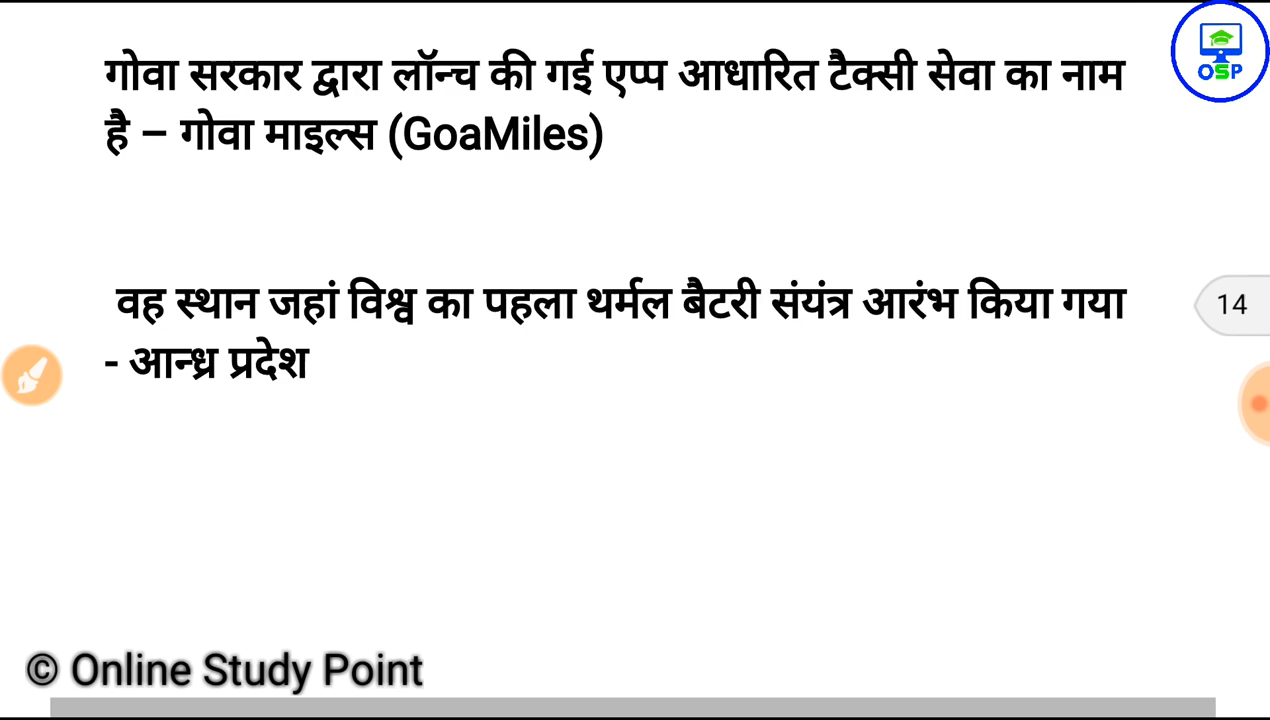 OSP
गोवा सरकार द्वारा लॉन्च की गई एप्प आधारित टैक्सी सेवा का नाम
है – गोवा माइल्स (GoaMiles)
वह स्थान जहां विश्व का पहला थर्मल बैटरी संयंत्र आरंभ किया गया
- आन्ध्र प्रदेश
14
© Online Study Point